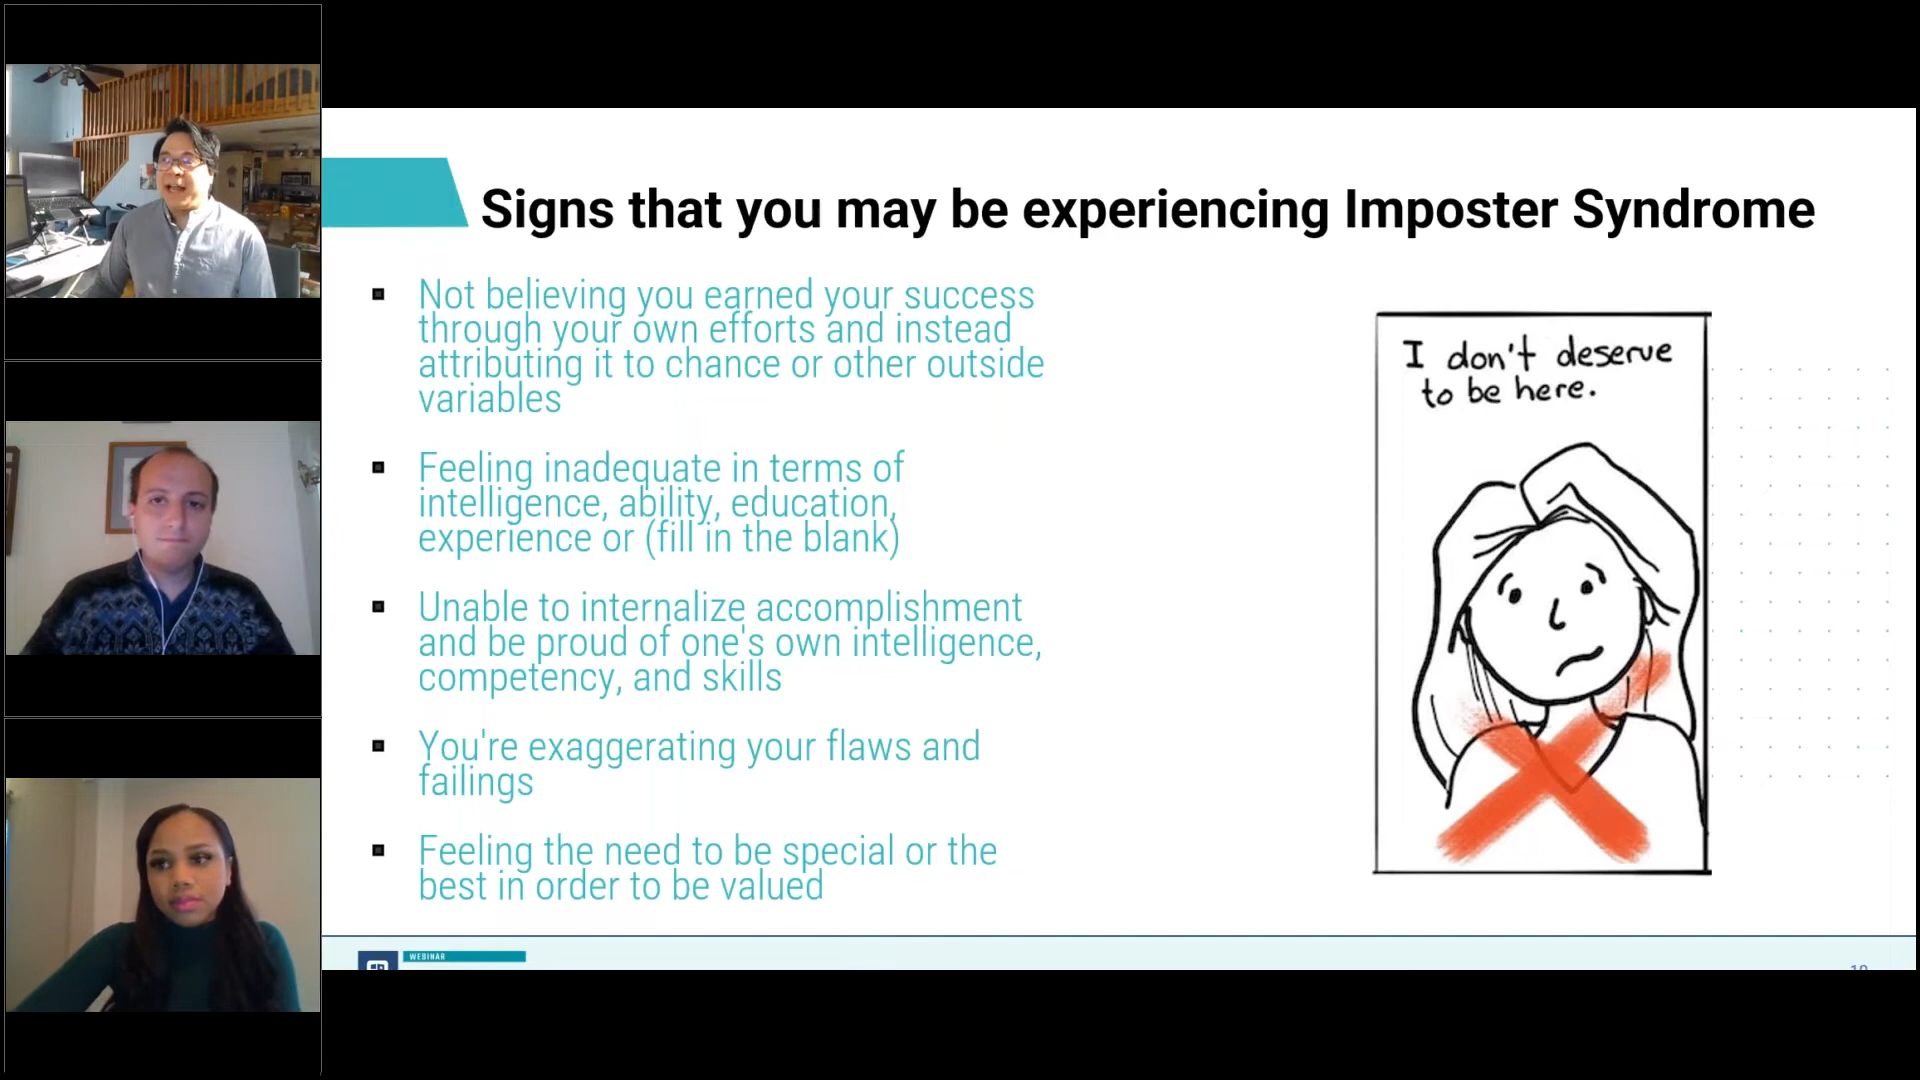 Signs that you may be experiencing Imposter Syndrome
Not believing you earned your success
through your own efforts and instead
attributing it to chance or other outside
variables
Feeling inadequate in terms of
intelligence, ability, education,
experience or (fill in the blank)
Unable to internalize accomplishment
and be proud of one's own intelligence,
competency, and skills
You're exaggerating your flaws and
failings
Feeling the need to be special or the
best in order to be valued
I don't deserve
to be here.
WEBINAR